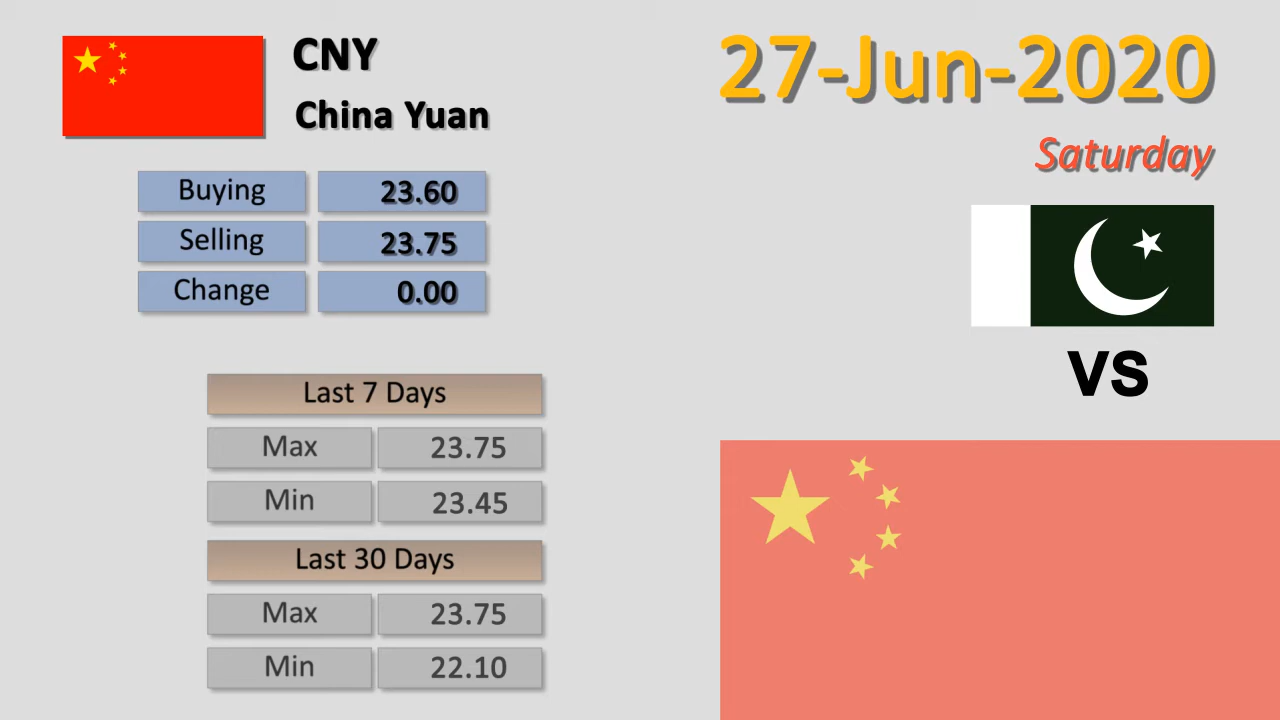 CNY
China Yuan
27-Jun-2020
Saturday
Buying 23.60
Selling 23.75
Change 0.00
VS
Last 7 Days
Max 23.75
Min 23.45
Last 30 Days
Max 23.75
Min 22.10